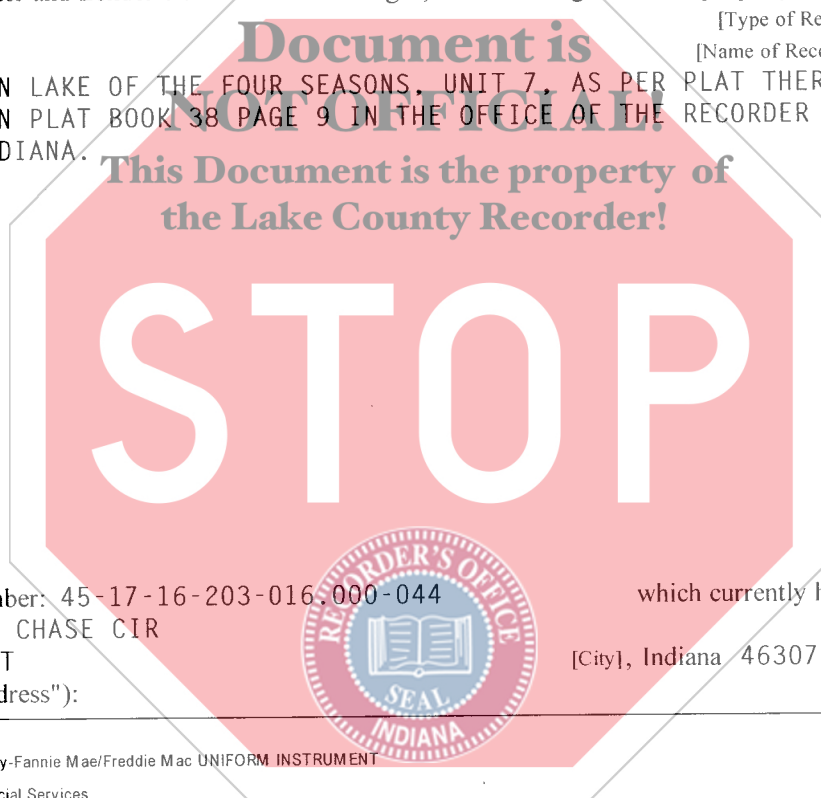 [Type of Re
Document is
[Name of Rece
N LAKE OF THE FOUR SEASONS, UNIT 7, AS PER PLAT THER
NOT OFFICIAL!
N PLAT BOOK 38 PAGE 9 IN THE OFFICE OF THE RECORDER
DIANA.
This Document is the property of
the Lake County Recorder!
STOP
RECORDER'S OFFICE
SEAL
INDIANA
ber: 45-17-16-203-016.000-044 which currently h
CHASE CIR
T [City], Indiana 46307
dress"):
y-Fannie Mae/Freddie Mac UNIFORM INSTRUMENT
cial Services